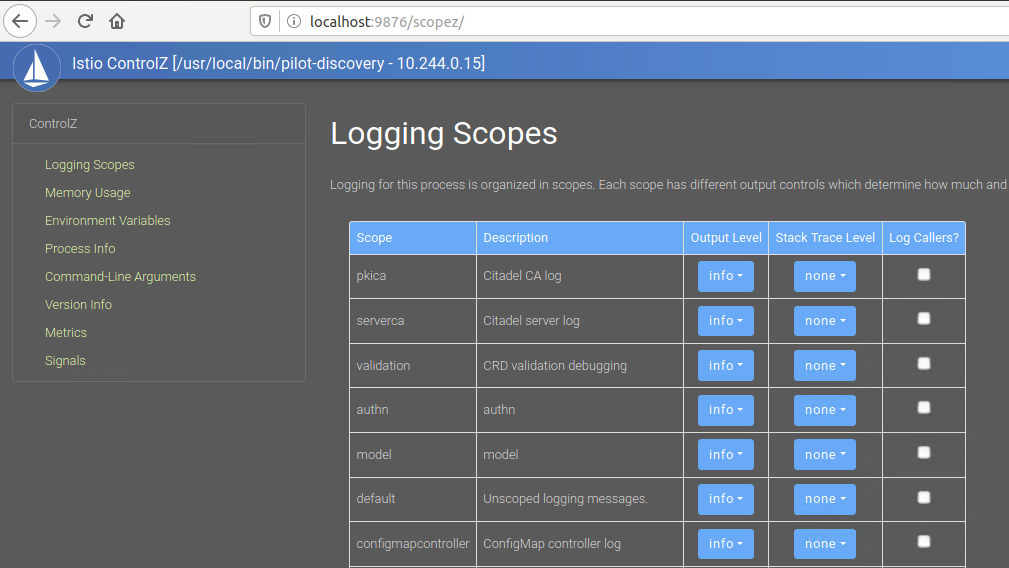 localhost:9876/scopez/
Istio ControlZ [/usr/local/bin/pilot-discovery - 10.244.0.15]
ControlZ
Logging Scopes
Memory Usage
Environment Variables
Process Info
Command-Line Arguments
Version Info
Metrics
Signals
Logging Scopes
Logging for this process is organized in scopes. Each scope has different output controls which determine how much and
Scope Description Output Level Stack Trace Level Log Callers?
pkica Citadel CA log info none
serverca Citadel server log info none
validation CRD validation debugging info none
authn authn info none
model model info none
default Unscoped logging messages. info none
configmapcontroller ConfigMap controller log info none